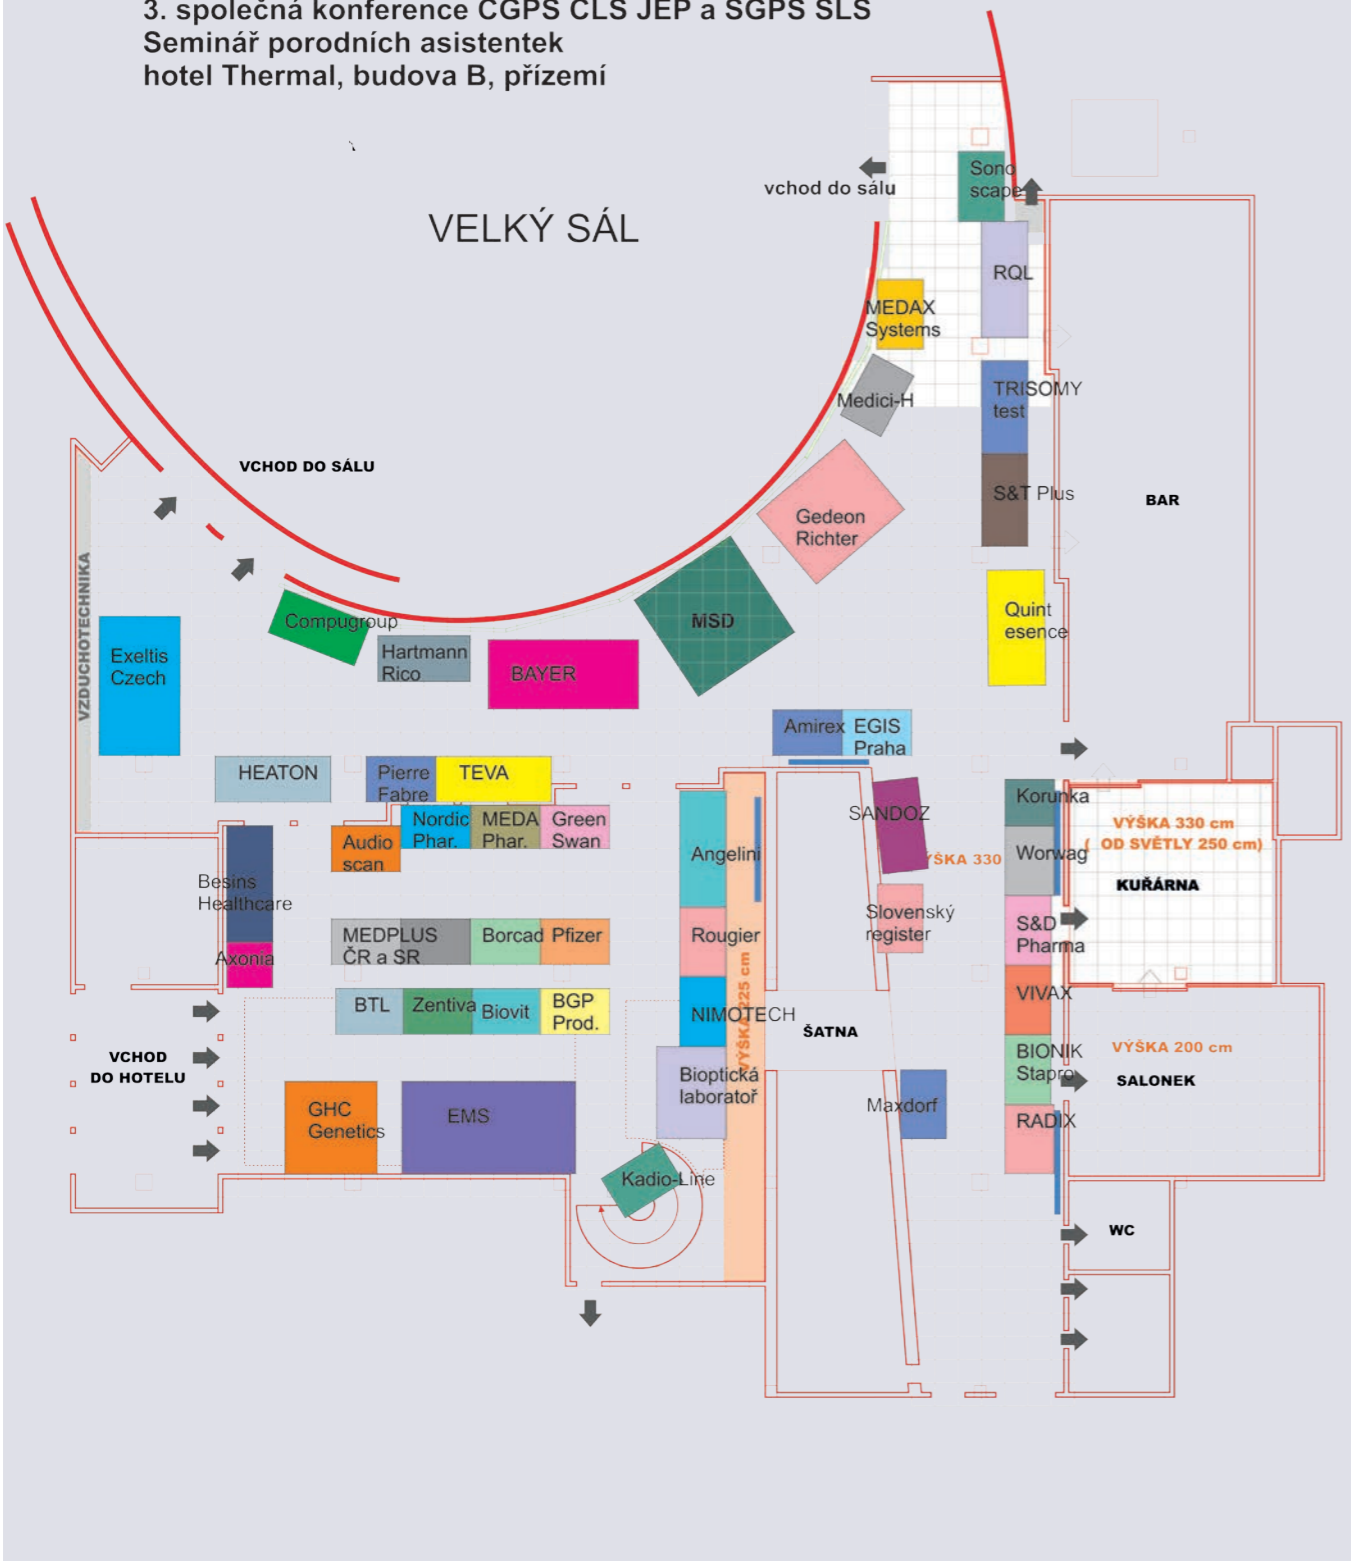 3. společná konference CGPS CLS JEP a SGPS SLS
Seminář porodních asistentek
hotel Thermal, budova B, přízemí
vchod do sálu
Sono
scape
VELKÝ SÁL
RQL
MEDAX
Systems
TRISOMY
test
Medici-H
VCHOD DO SÁLU
S&T Plus
BAR
Gedeon
Richter
VZDUCHOTECHNIKA
Compugroup
MSD
Quint
esence
Exeltis
Czech
Hartmann
Rico
BAYER
Amirex
EGIS
Praha
HEATON
Pierre
Fabre
TEVA
Korunka
Nordic
Phar.
MEDA
Phar.
Green
Swan
SANDOZ
VÝŠKA 330 cm
( OD SVĚTLY 250 cm)
Audio
scan
Angelini
ÝŠKA 330
Worwag
KUŘÁRNA
Besins
Healthcare
Slovenský
register
S&D
Pharma
MEDPLUS
ČR a SR
Borcad
Pfizer
Rougier
Axonia
VIVAX
BTL
Zentiva
Biovit
BGP
Prod.
NIMOTECH
VÝŠKA 225 cm
ŠATNA
VCHOD
DO HOTELU
BIONIK
Stapro
VÝŠKA 200 cm
SALONEK
Bioptická
laboratoř
GHC
Genetics
EMS
Maxdorf
RADIX
Kadio-Line
WC